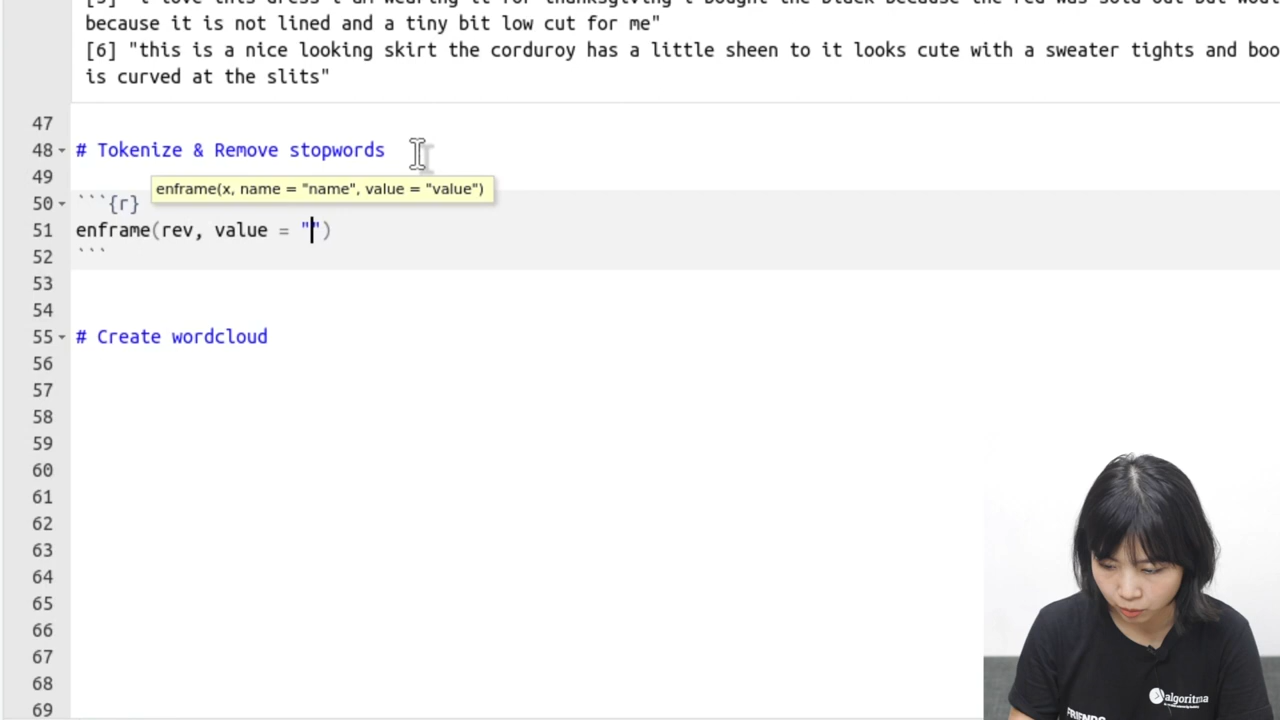 because it is not lined and a tiny bit low cut for me"
[6] "this is a nice looking skirt the corduroy has a little sheen to it looks cute with a sweater tights and boo
is curved at the slits"
47
48 # Tokenize & Remove stopwords
49
enframe(x, name = "name", value = "value")
50 ```{r}
51 enframe(rev, value = "")
52 ```
53
54
55 # Create wordcloud
56
57
58
59
60
61
62
63
64
65
66
67
68
69
algoritma
FRIENDS